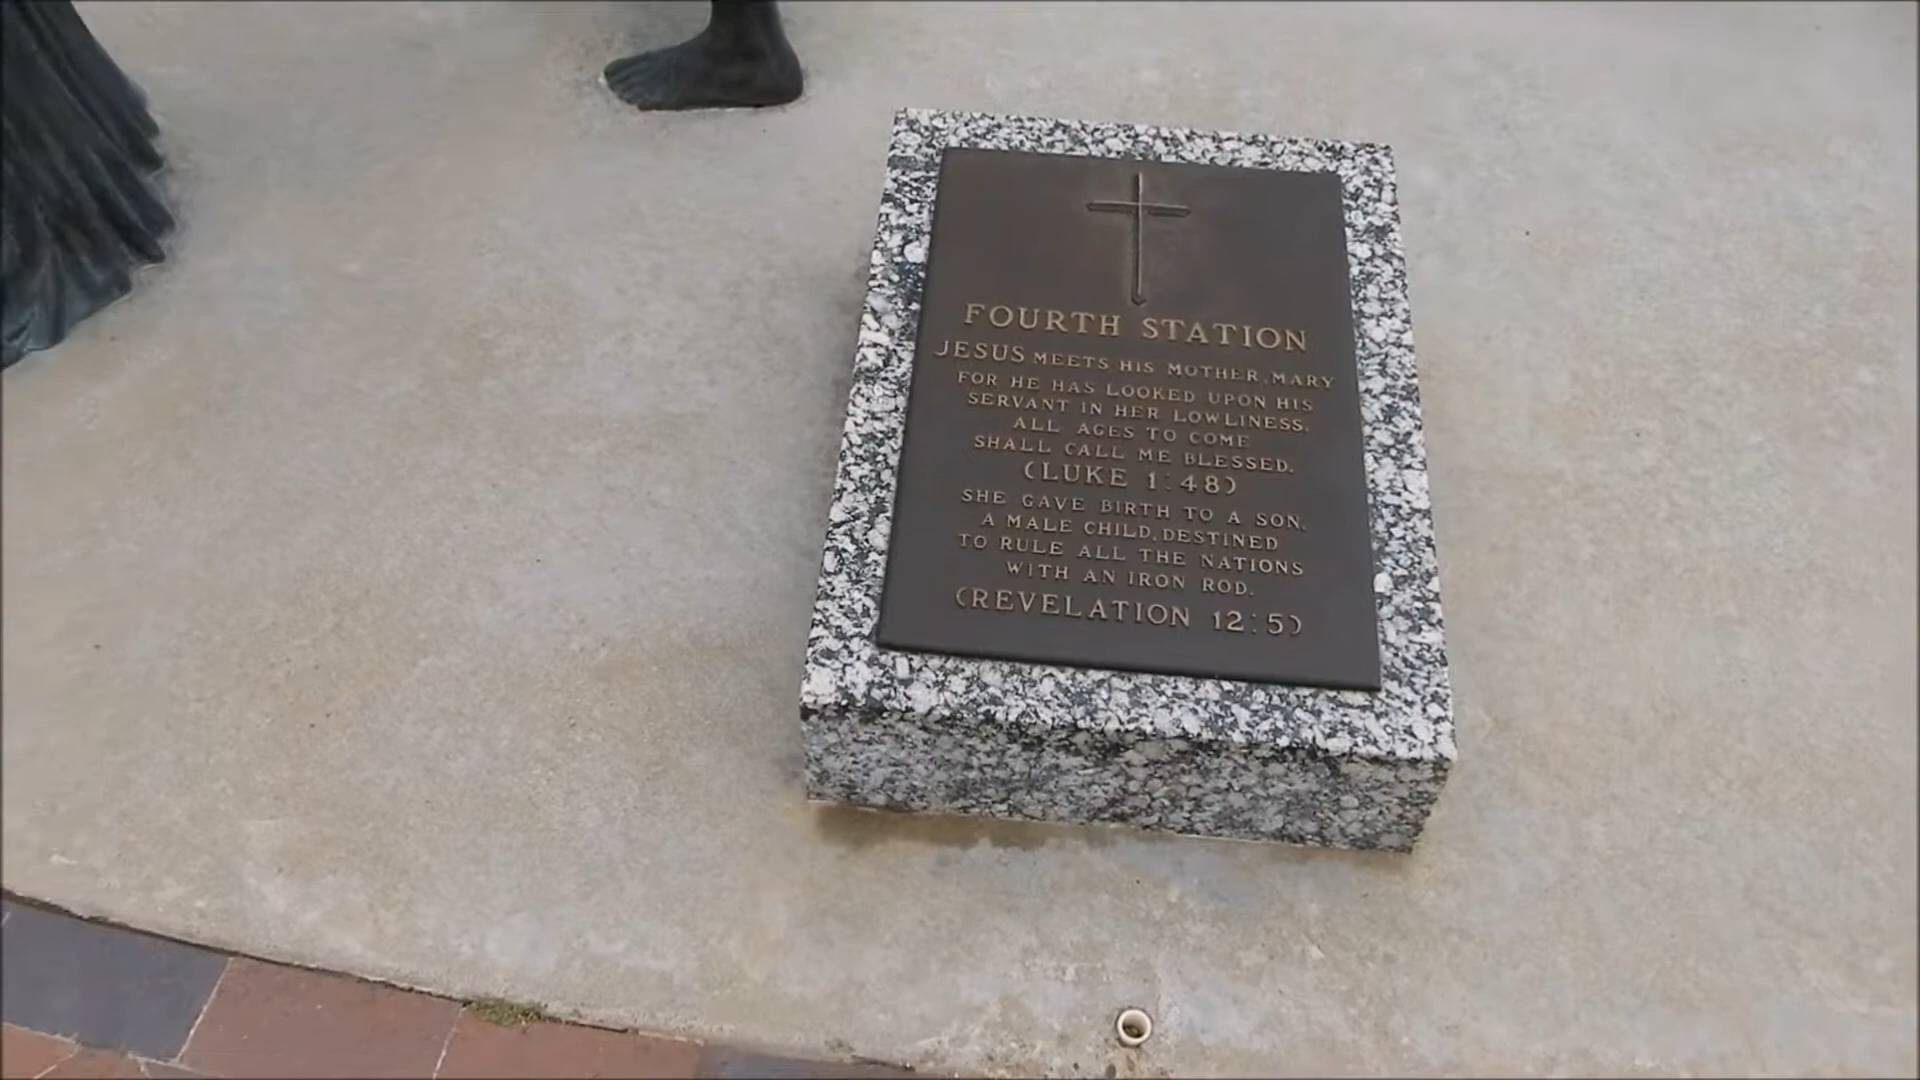 FOURTH STATION
JESUS MEETS HIS MOTHER, MARY
FOR HE HAS LOOKED UPON HIS
SERVANT IN HER LOWLINESS.
ALL AGES TO COME
SHALL CALL ME BLESSED.
(LUKE 1:48)
SHE GAVE BIRTH TO A SON,
A MALE CHILD, DESTINED
TO RULE ALL THE NATIONS
WITH AN IRON ROD.
(REVELATION 12:5)